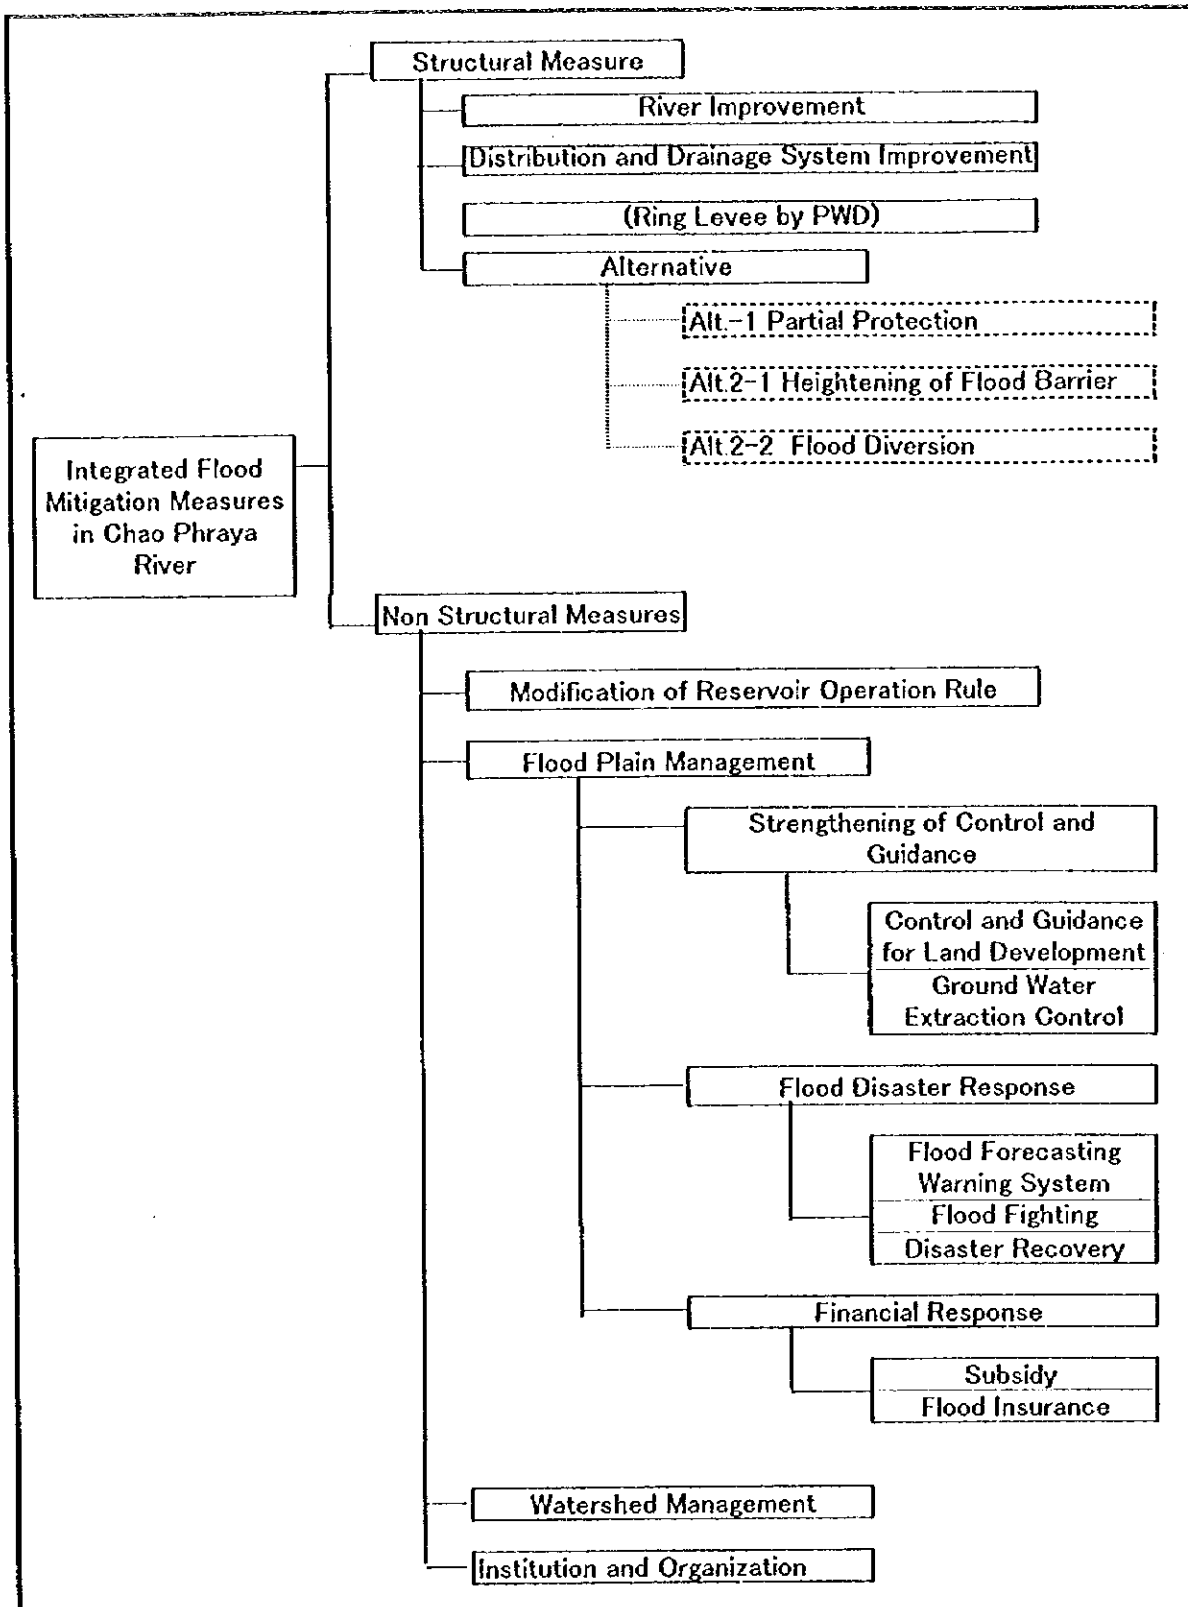 Structural Measure
River Improvement
Distribution and Drainage System Improvement
(Ring Levee by PWD)
Alternative
Alt.-1 Partial Protection
Alt.2-1 Heightening of Flood Barrier
Alt.2-2 Flood Diversion
Integrated Flood
Mitigation Measures
in Chao Phraya
River
Non Structural Measures
Modification of Reservoir Operation Rule
Flood Plain Management
Strengthening of Control and
Guidance
Control and Guidance
for Land Development
Ground Water
Extraction Control
Flood Disaster Response
Flood Forecasting
Warning System
Flood Fighting
Disaster Recovery
Financial Response
Subsidy
Flood Insurance
Watershed Management
Institution and Organization